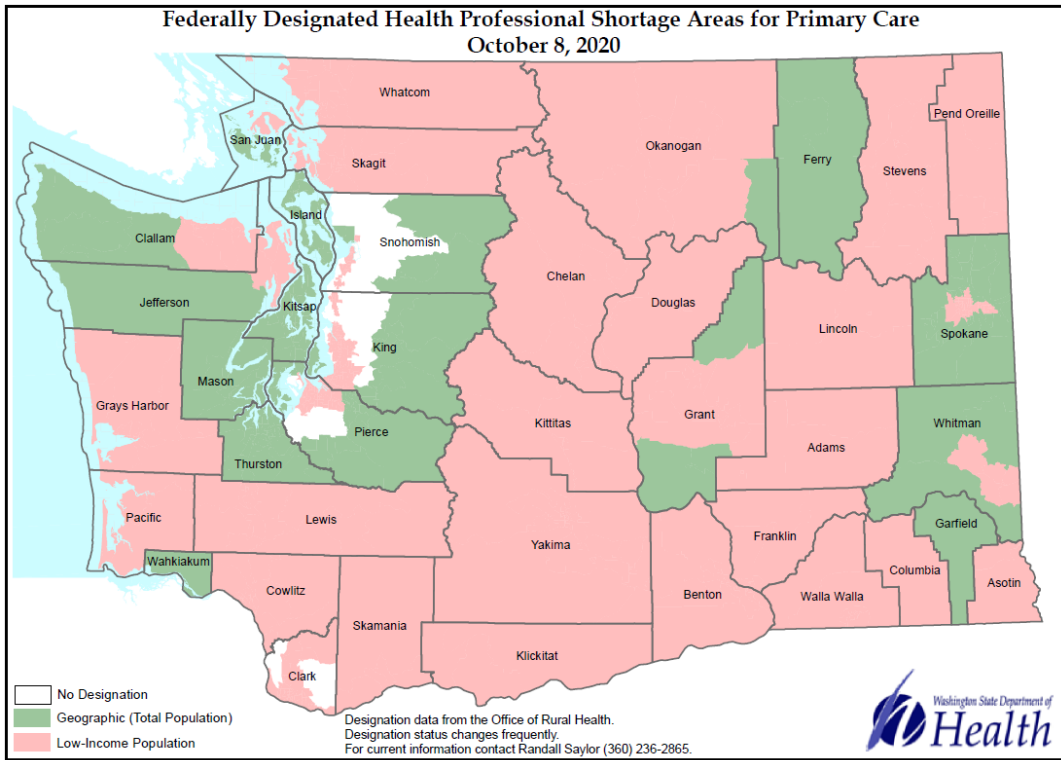 Federally Designated Health Professional Shortage Areas for Primary Care
October 8, 2020
Whatcom
Pend Oreille
San Juan
Okanogan
Ferry
Skagit
Stevens
Island
Clallam
Snohomish
Chelan
Douglas
Jefferson
Kitsap
Lincoln
Spokane
King
Mason
Grays Harbor
Grant
Kittitas
Whitman
Pierce
Adams
Thurston
Pacific
Lewis
Garfield
Franklin
Yakima
Wahkiakum
Columbia
Asotin
Cowlitz
Benton
Walla Walla
Skamania
Klickitat
Clark
No Designation
Geographic (Total Population)
Low-Income Population
Designation data from the Office of Rural Health.
Designation status changes frequently.
For current information contact Randall Saylor (360) 236-2865.
Washington State Department of
Health